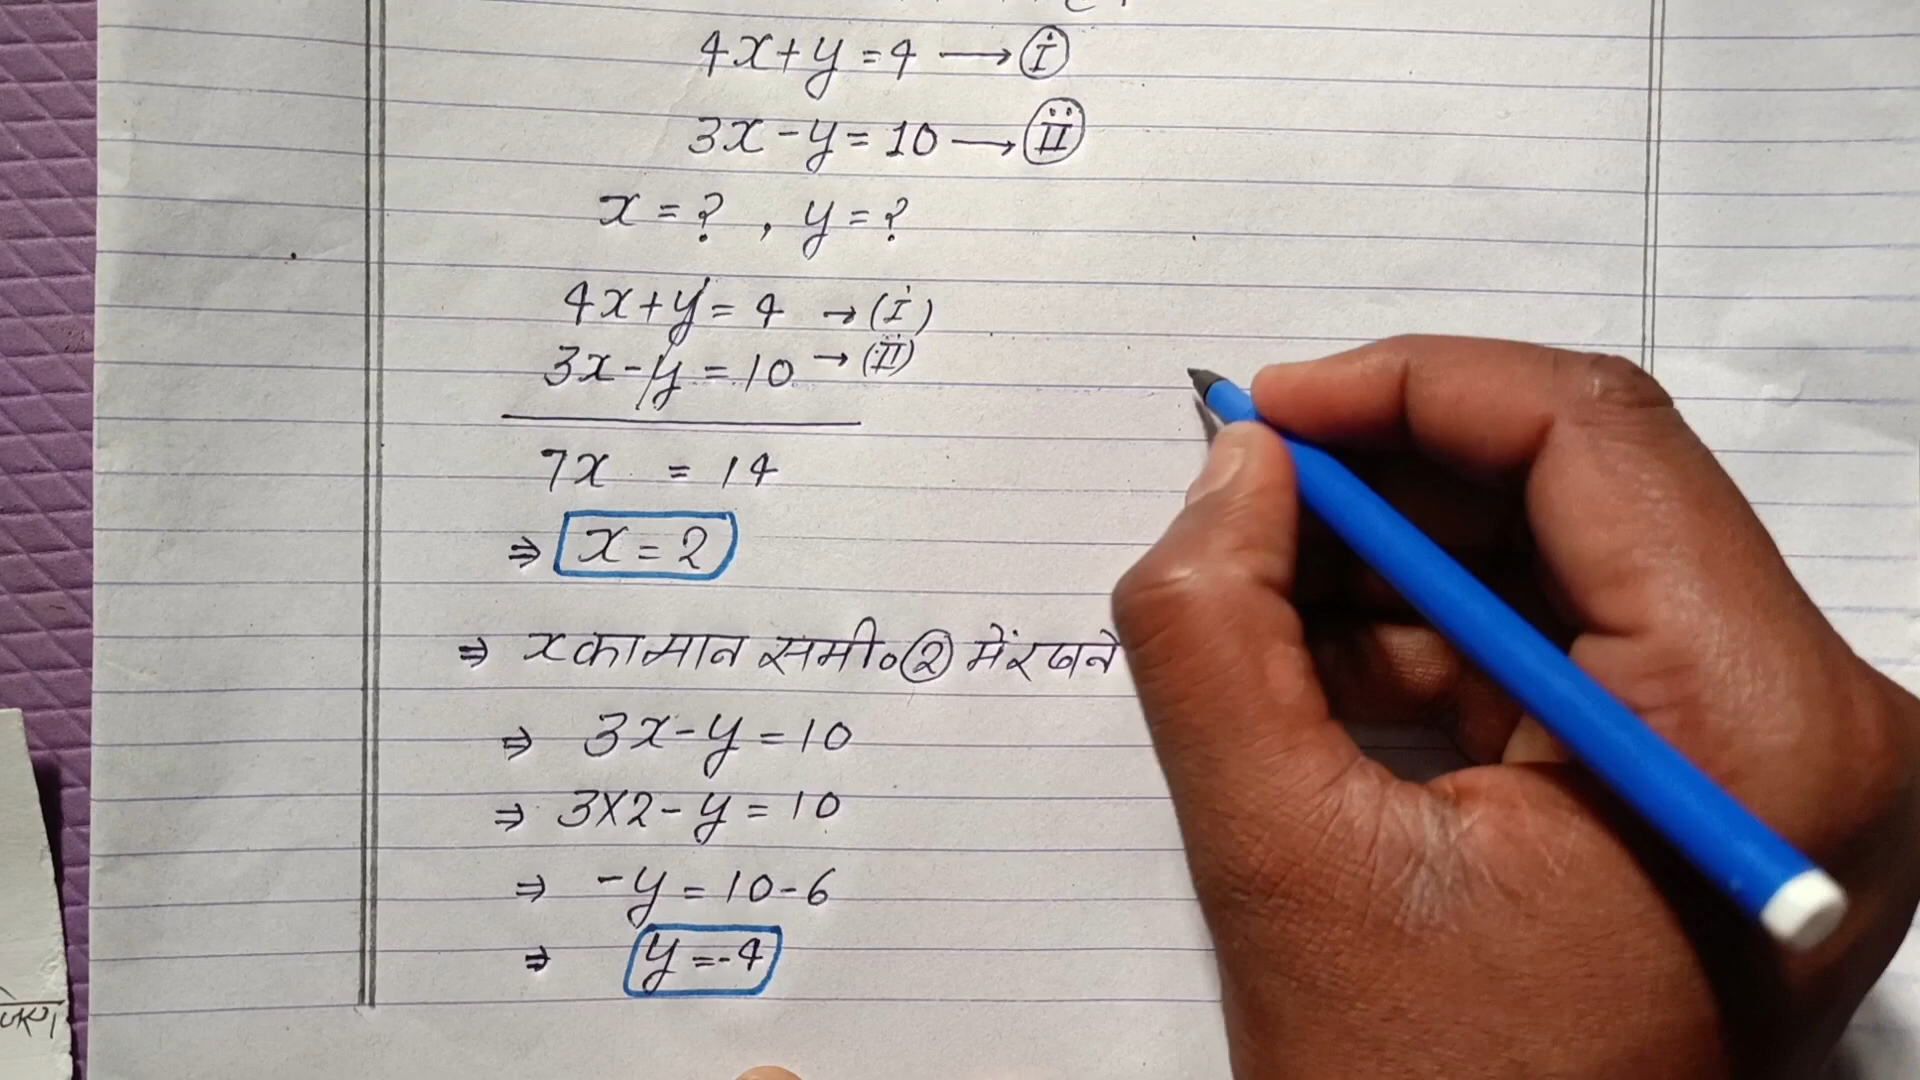 4x+y=4 → (i)
3x-y=10 → (ii)
x=?, y=?
4x+y=4 → (i)
3x-y=10 → (ii)
7x = 14
⇒ x=2
⇒ x का मान समी० ② में रखने
⇒ 3x-y=10
⇒ 3×2-y=10
⇒ -y=10-6
⇒ y=-4